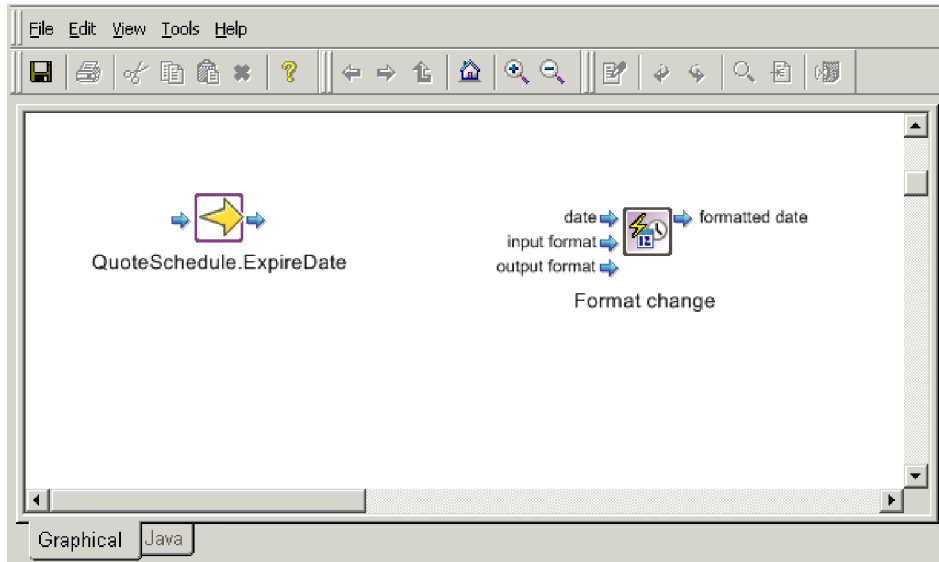 File Edit View Tools Help
date formatted date
input format
QuoteSchedule.ExpireDate
output format
Format change
Graphical Java